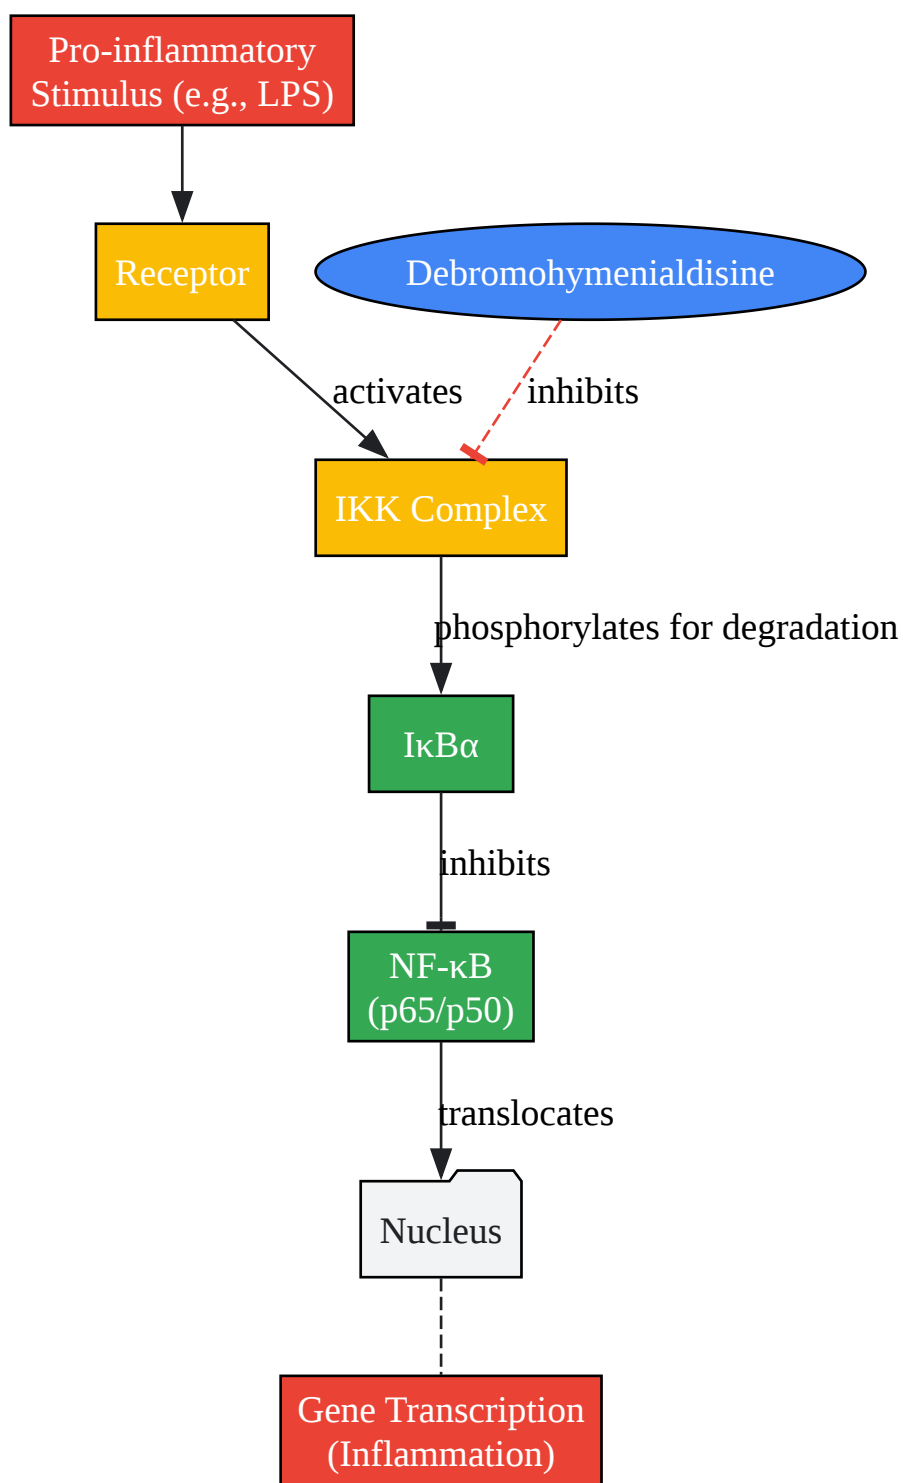 Pro-inflammatory
Stimulus (e.g., LPS)
Receptor
Debromohymenialdisine
activates
inhibits
IKK Complex
phosphorylates for degradation
IκBα
inhibits
NF-κB
(p65/p50)
translocates
Nucleus
Gene Transcription
(Inflammation)